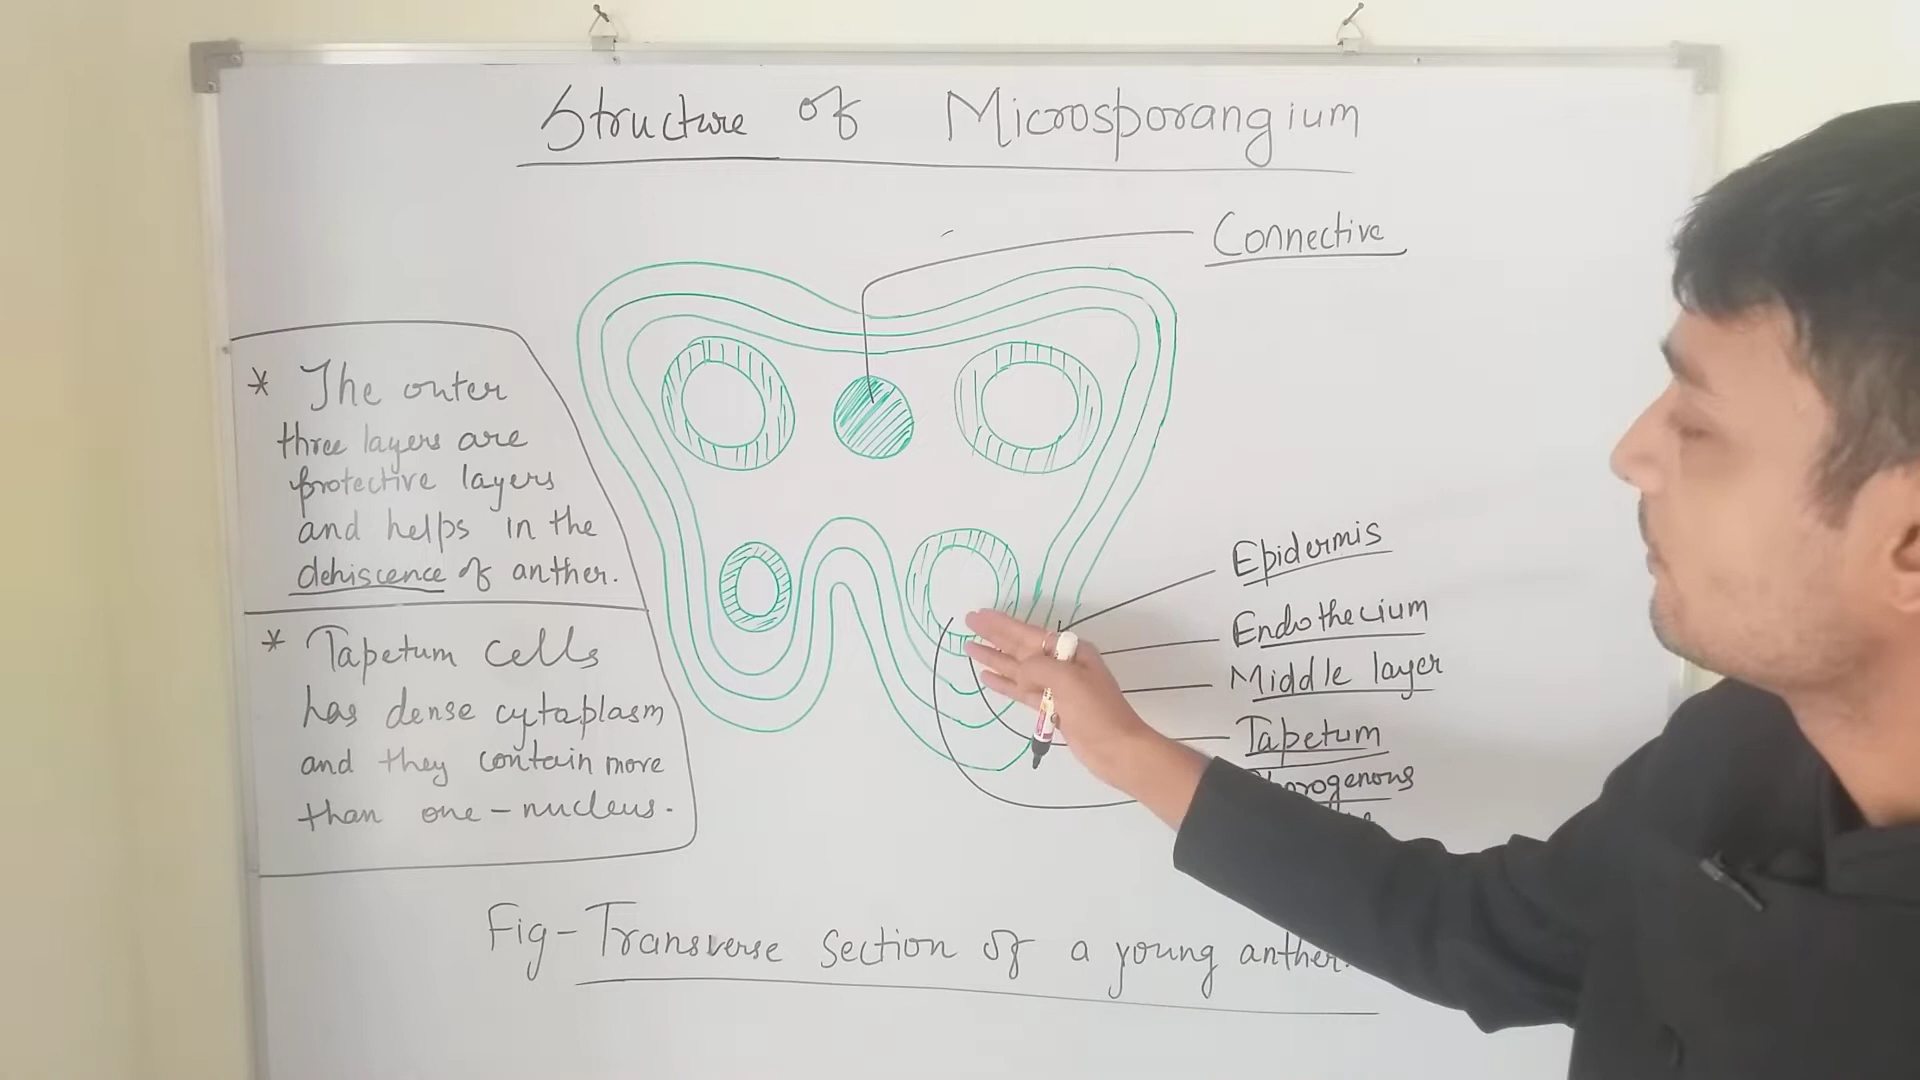 Structure of Microsporangium
Connective
* The outer
three layers are
protective layers
and helps in the
dehiscence of anther.
* Tapetum cells
has dense cytoplasm
and they contain more
than one-nucleus.
Epidermis
Endothecium
Middle layer
Tapetum
Fig-Transverse section of a young anther.